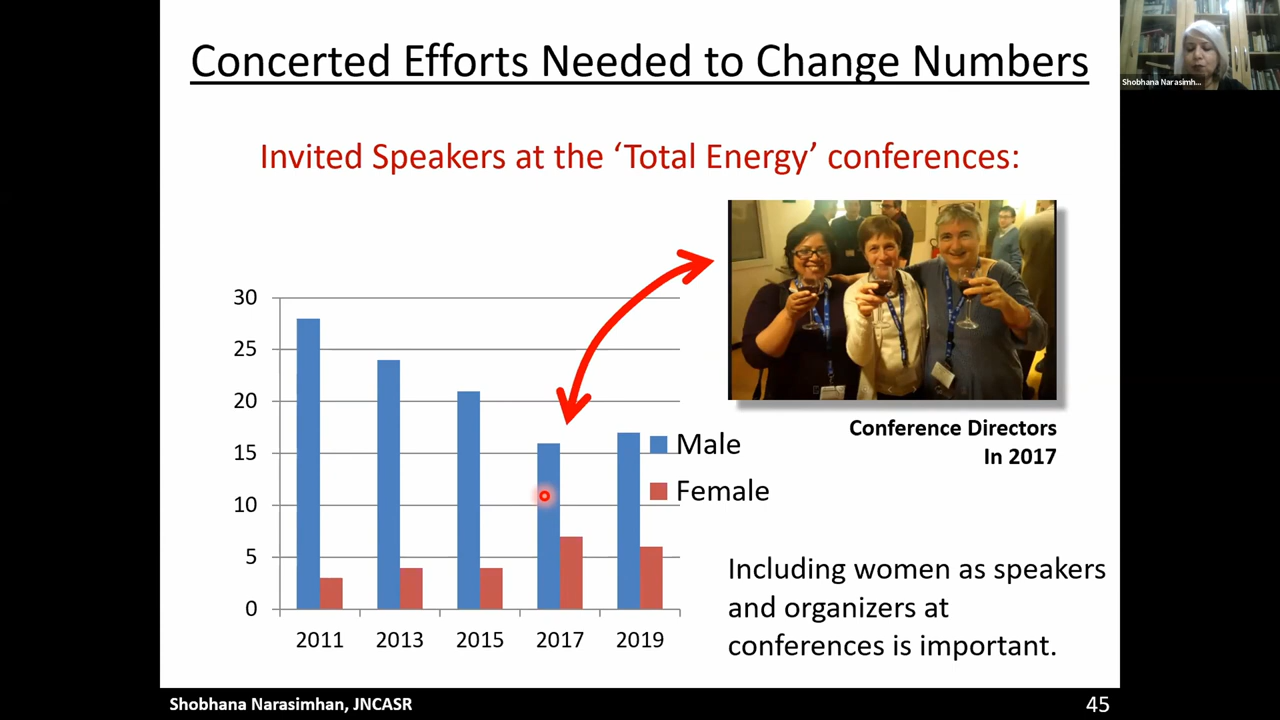 Concerted Efforts Needed to Change Numbers
Shobhana Narasimh...
Invited Speakers at the ‘Total Energy’ conferences:
30
25
20
15
10
5
0
2011 2013 2015 2017 2019
Male
Female
Conference Directors
In 2017
Including women as speakers
and organizers at
conferences is important.
Shobhana Narasimhan, JNCASR
45